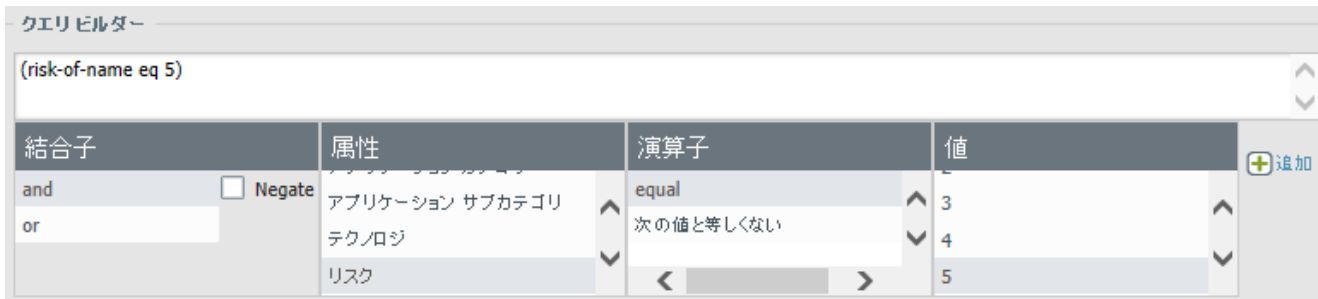 クエリ ビルダー
(risk-of-name eq 5)
結合子 属性 演算子 値
追加
and Negate
or
アプリケーション サブカテゴリ
テクノロジ
リスク
equal
次の値と等しくない
3
4
5